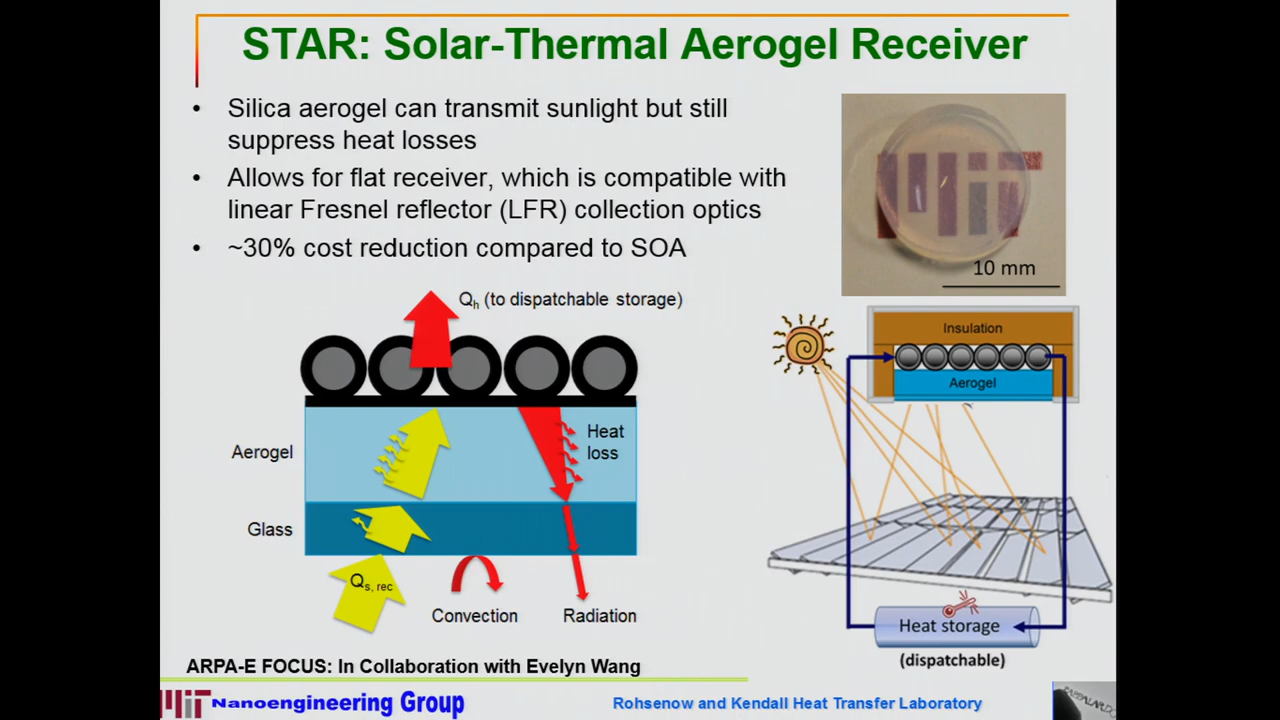 STAR: Solar-Thermal Aerogel Receiver
• Silica aerogel can transmit sunlight but still
suppress heat losses
• Allows for flat receiver, which is compatible with
linear Fresnel reflector (LFR) collection optics
• ~30% cost reduction compared to SOA
MIT
10 mm
Qh (to dispatchable storage)
Aerogel
Heat
loss
Glass
Qs, rec
Convection
Radiation
Insulation
Aerogel
Heat storage
(dispatchable)
ARPA-E FOCUS: In Collaboration with Evelyn Wang
MIT Nanoengineering Group
Rohsenow and Kendall Heat Transfer Laboratory
PAPPALARDO